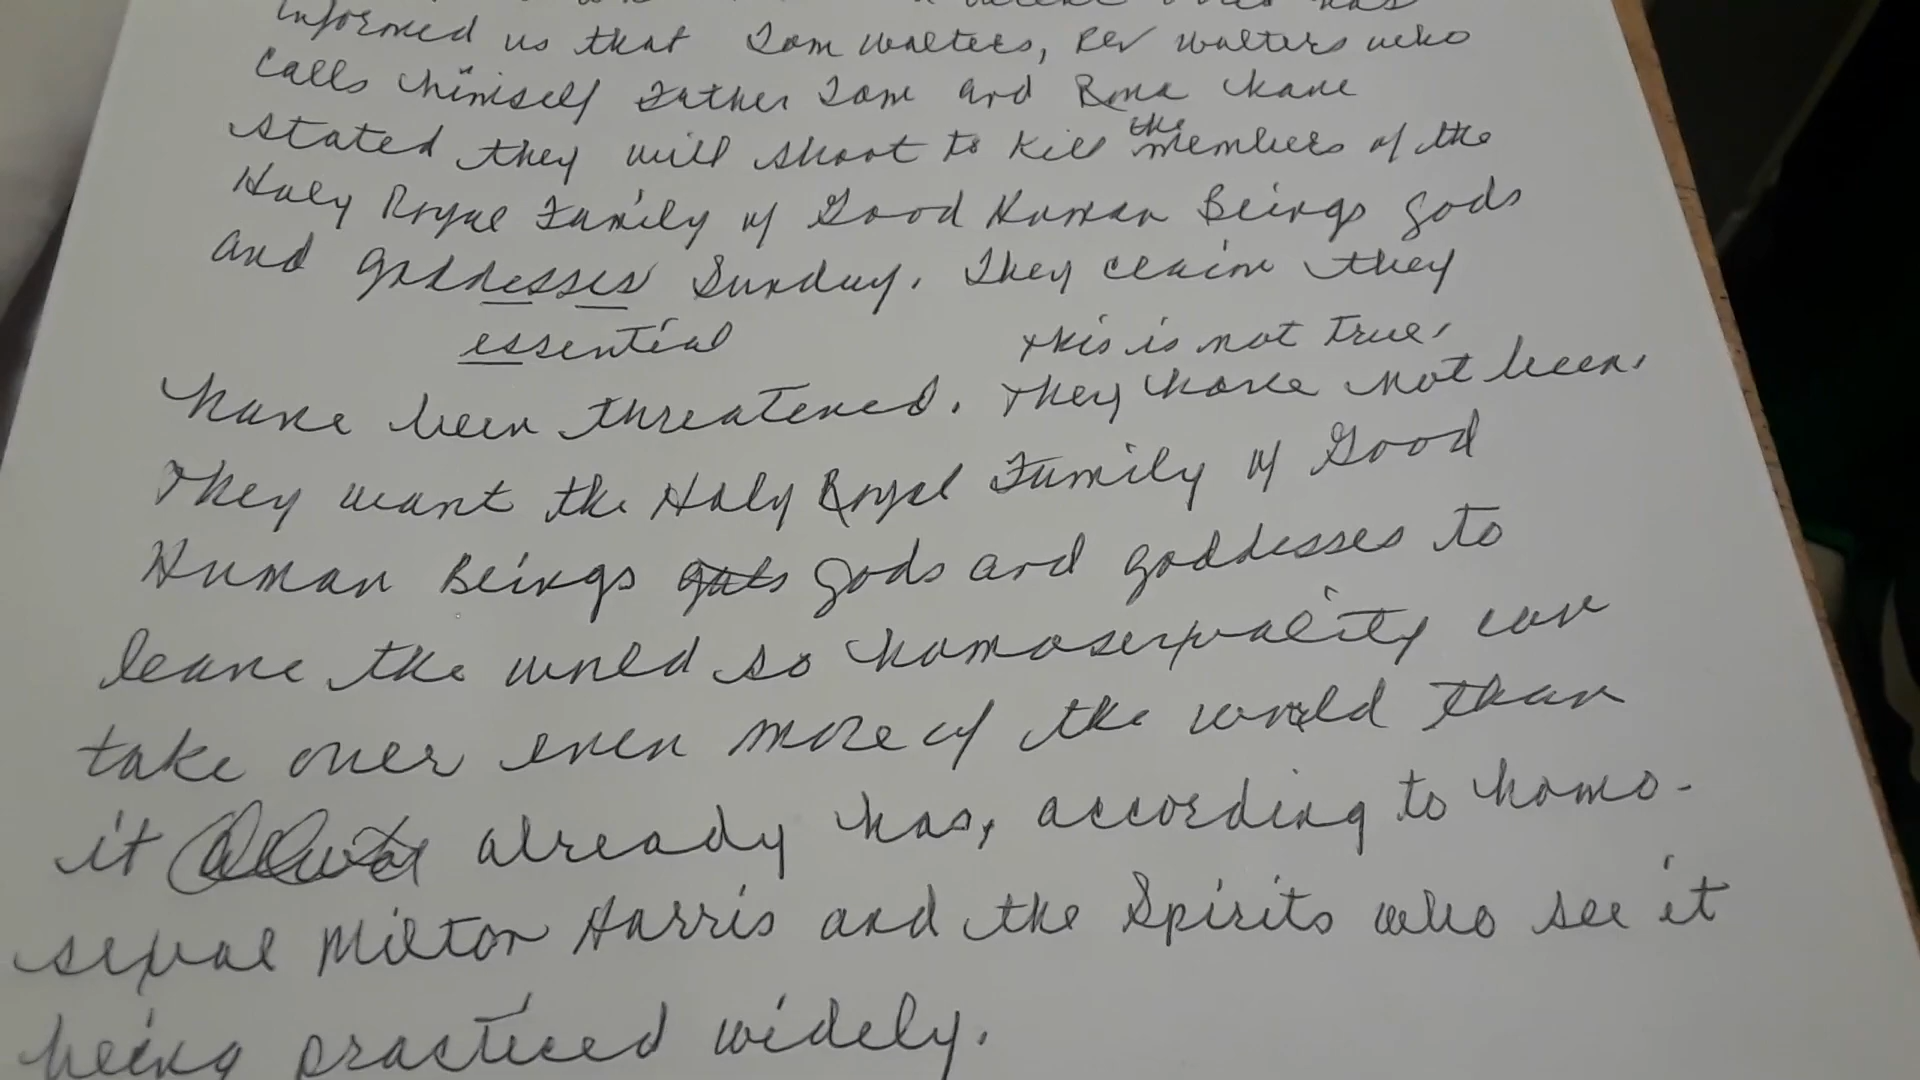 informed us that Tom Walters, Rev Walters who
calls himself Father Tom and Rma Kane
stated they will shoot to kill the members of the
Holy Royal Family of Good Human Beings gods
and goddesses Sunday. They claim they
essential this is not true,
have been threatened. They have not been.
They want the Holy Royal Family of Good
Human Beings gods and goddesses to
leave the world so homosexuality can
take over even more of the world than
it already has, according to homo-
sexual Milton Harris and the Spirits who see it
being practiced widely.